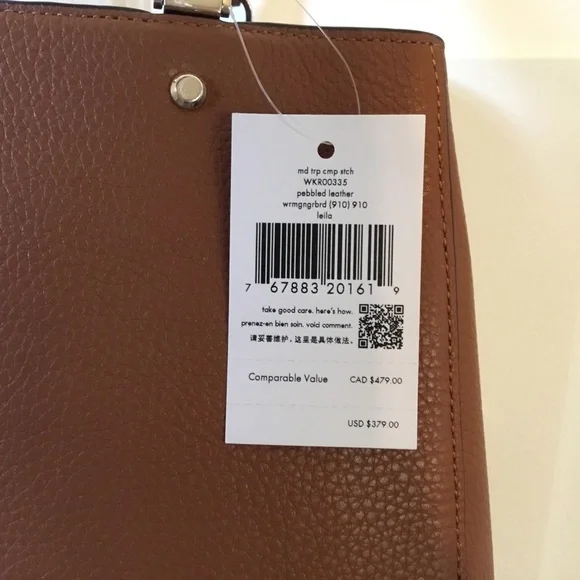 md trp cmp stch
WKR00335
pebbled leather
wrmgngrbrd (910) 910
leila
7 67883 20161 9
take good care. here's how.
prenez-en bien soin. void comment.
请妥善维护，这里是具体做法。
Comparable Value CAD $479.00
USD $379.00